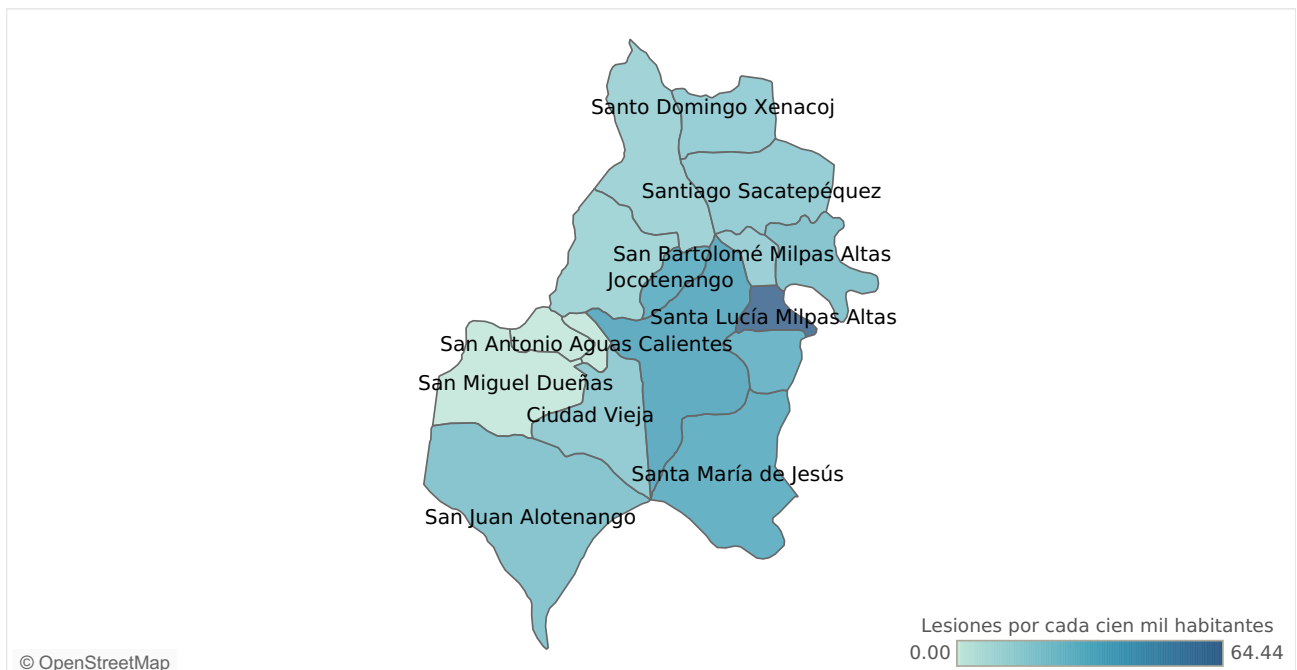 Santo Domingo Xenacoj
Santiago Sacatepéquez
San Bartolomé Milpas Altas
Jocotenango
Santa Lucía Milpas Altas
San Antonio Aguas Calientes
San Miguel Dueñas
Ciudad Vieja
Santa María de Jesús
San Juan Alotenango
Lesiones por cada cien mil habitantes
0.00 64.44
© OpenStreetMap